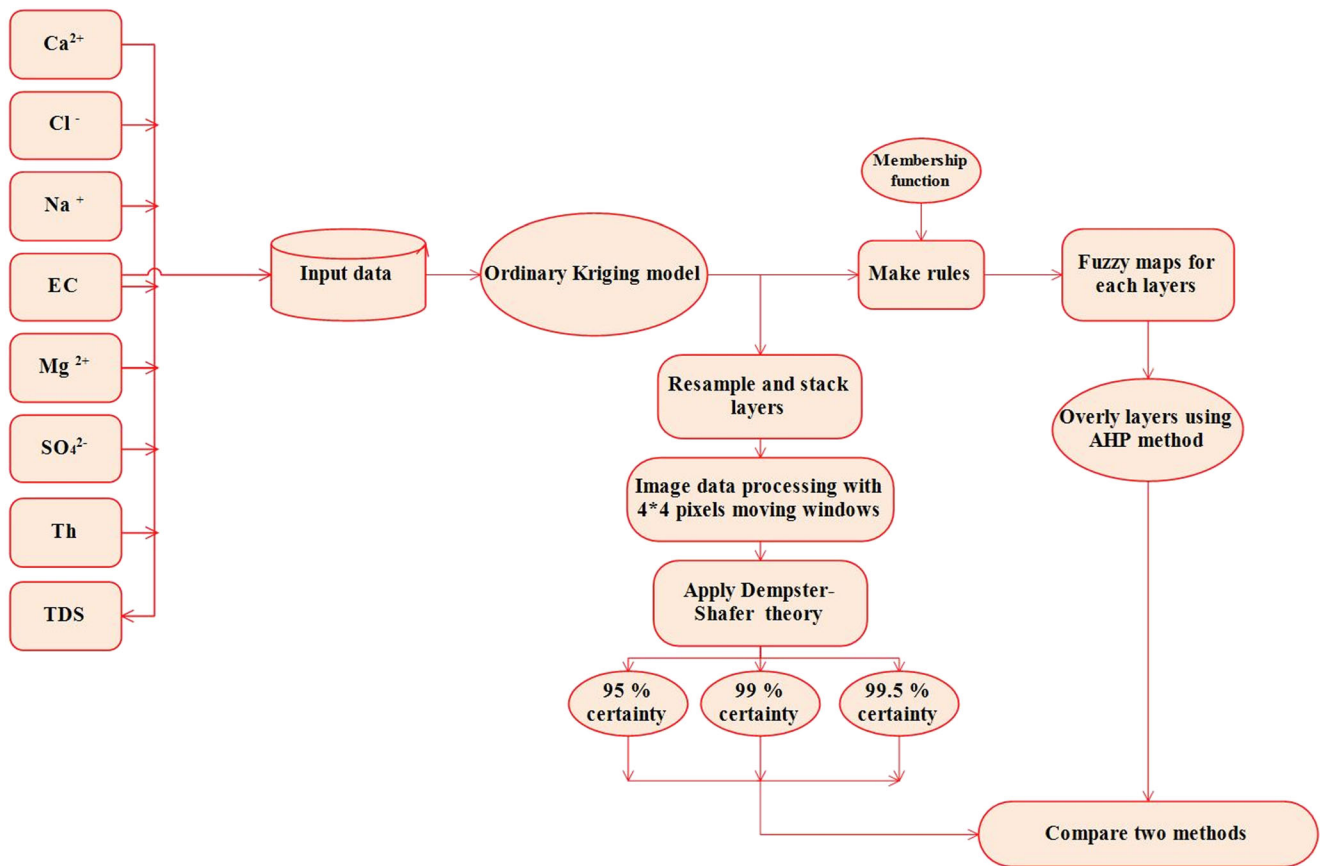 Ca²⁺
Cl ⁻
Na ⁺
EC
Mg ²⁺
SO₄²⁻
Th
TDS
Input data
Ordinary Kriging model
Membership
function
Make rules
Fuzzy maps for
each layers
Resample and stack
layers
Overly layers using
AHP method
Image data processing with
4*4 pixels moving windows
Apply Dempster-
Shafer theory
95 %
certainty
99 %
certainty
99.5 %
certainty
Compare two methods